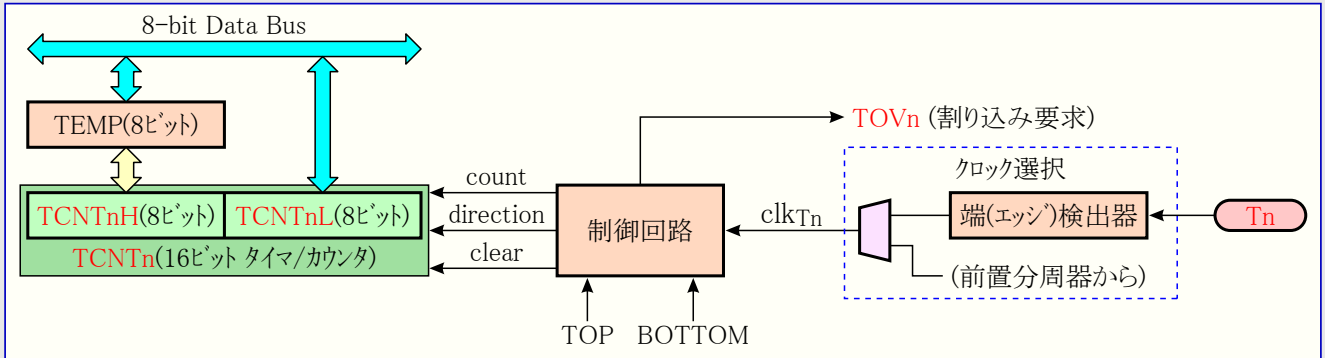 8-bit Data Bus
TEMP(8ビット)
TCNTnH(8ビット)
TCNTnL(8ビット)
TCNTn(16ビット タイマ/カウンタ)
count
direction
clear
制御回路
TOP
BOTTOM
TOVn (割り込み要求)
clkTn
クロック選択
端(エッジ)検出器
(前置分周器から)
Tn